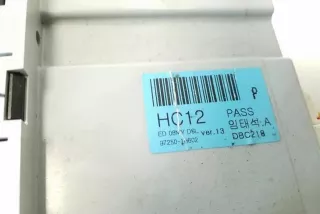 P
HC12 PASS
ver.13 임태석.A
DBC218